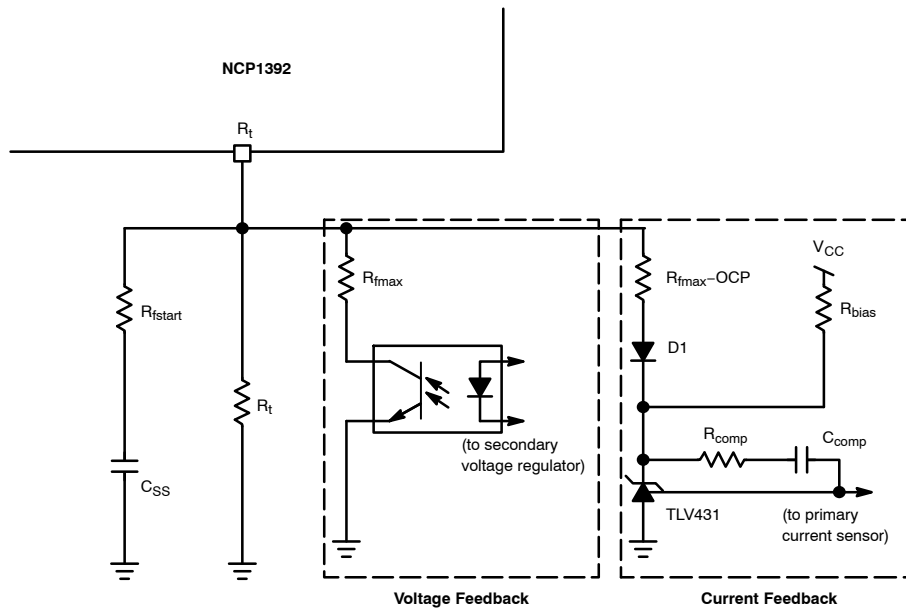 NCP1392
Rt
VCC
Rfmax
Rfmax–OCP
Rfstart
Rbias
D1
Rt
(to secondary
voltage regulator)
Rcomp
Ccomp
CSS
TLV431
(to primary
current sensor)
Voltage Feedback
Current Feedback